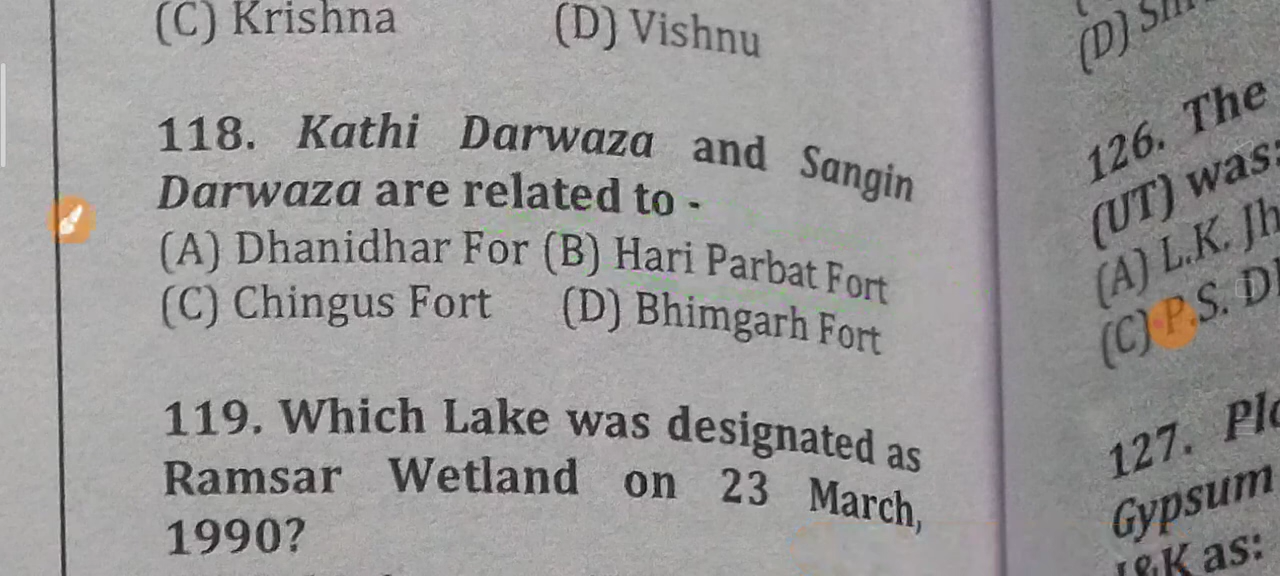 (C) Krishna (D) Vishnu
118. Kathi Darwaza and Sangin
Darwaza are related to -
(A) Dhanidhar For (B) Hari Parbat Fort
(C) Chingus Fort (D) Bhimgarh Fort
119. Which Lake was designated as
Ramsar Wetland on 23 March,
1990?
(D)
126. The
(UT) was:
(A) L.K.
(C) P.S.
127.
Gypsum
J&K as: